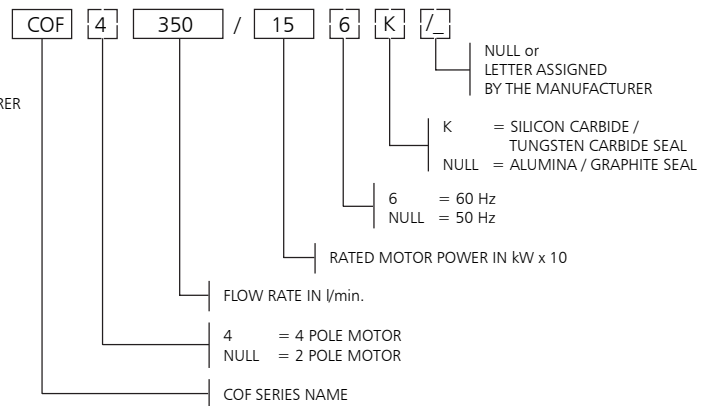 COF 4 350 / 15 6 K /_
NULL or
LETTER ASSIGNED
BY THE MANUFACTURER
RER
K = SILICON CARBIDE /
TUNGSTEN CARBIDE SEAL
NULL = ALUMINA / GRAPHITE SEAL
6 = 60 Hz
NULL = 50 Hz
RATED MOTOR POWER IN kW x 10
FLOW RATE IN l/min.
4 = 4 POLE MOTOR
NULL = 2 POLE MOTOR
COF SERIES NAME